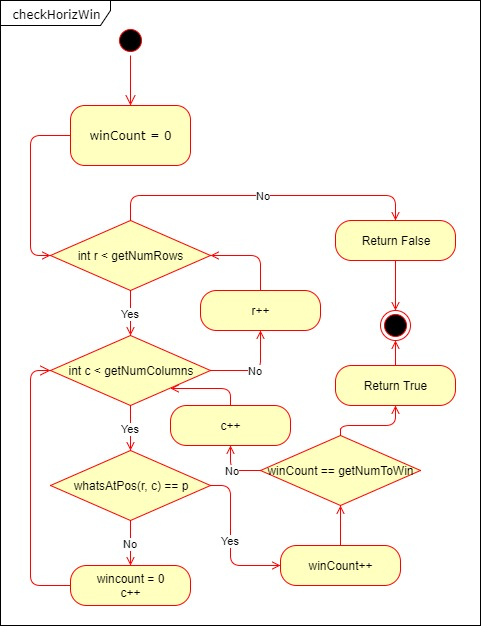 checkHorizWin
winCount = 0
No
Return False
int r < getNumRows
r++
Yes
int c < getNumColumns
No
Return True
c++
Yes
No
winCount == getNumToWin
whatsAtPos(r, c) == p
Yes
No
winCount++
wincount = 0
c++